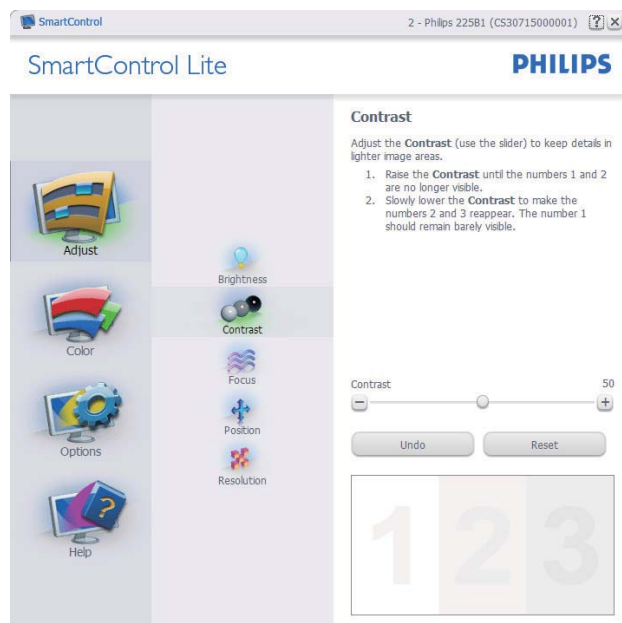 SmartControl
2 - Philips 225B1 (CS30715000001)
?
SmartControl Lite
PHILIPS
Adjust
Color
Options
?
Help
Brightness
Contrast
Focus
Position
Resolution
Contrast
Adjust the Contrast (use the slider) to keep details in
lighter image areas.
1. Raise the Contrast until the numbers 1 and 2
are no longer visible.
2. Slowly lower the Contrast to make the
numbers 2 and 3 reappear. The number 1
should remain barely visible.
Contrast 50
Undo
Reset
1 2 3